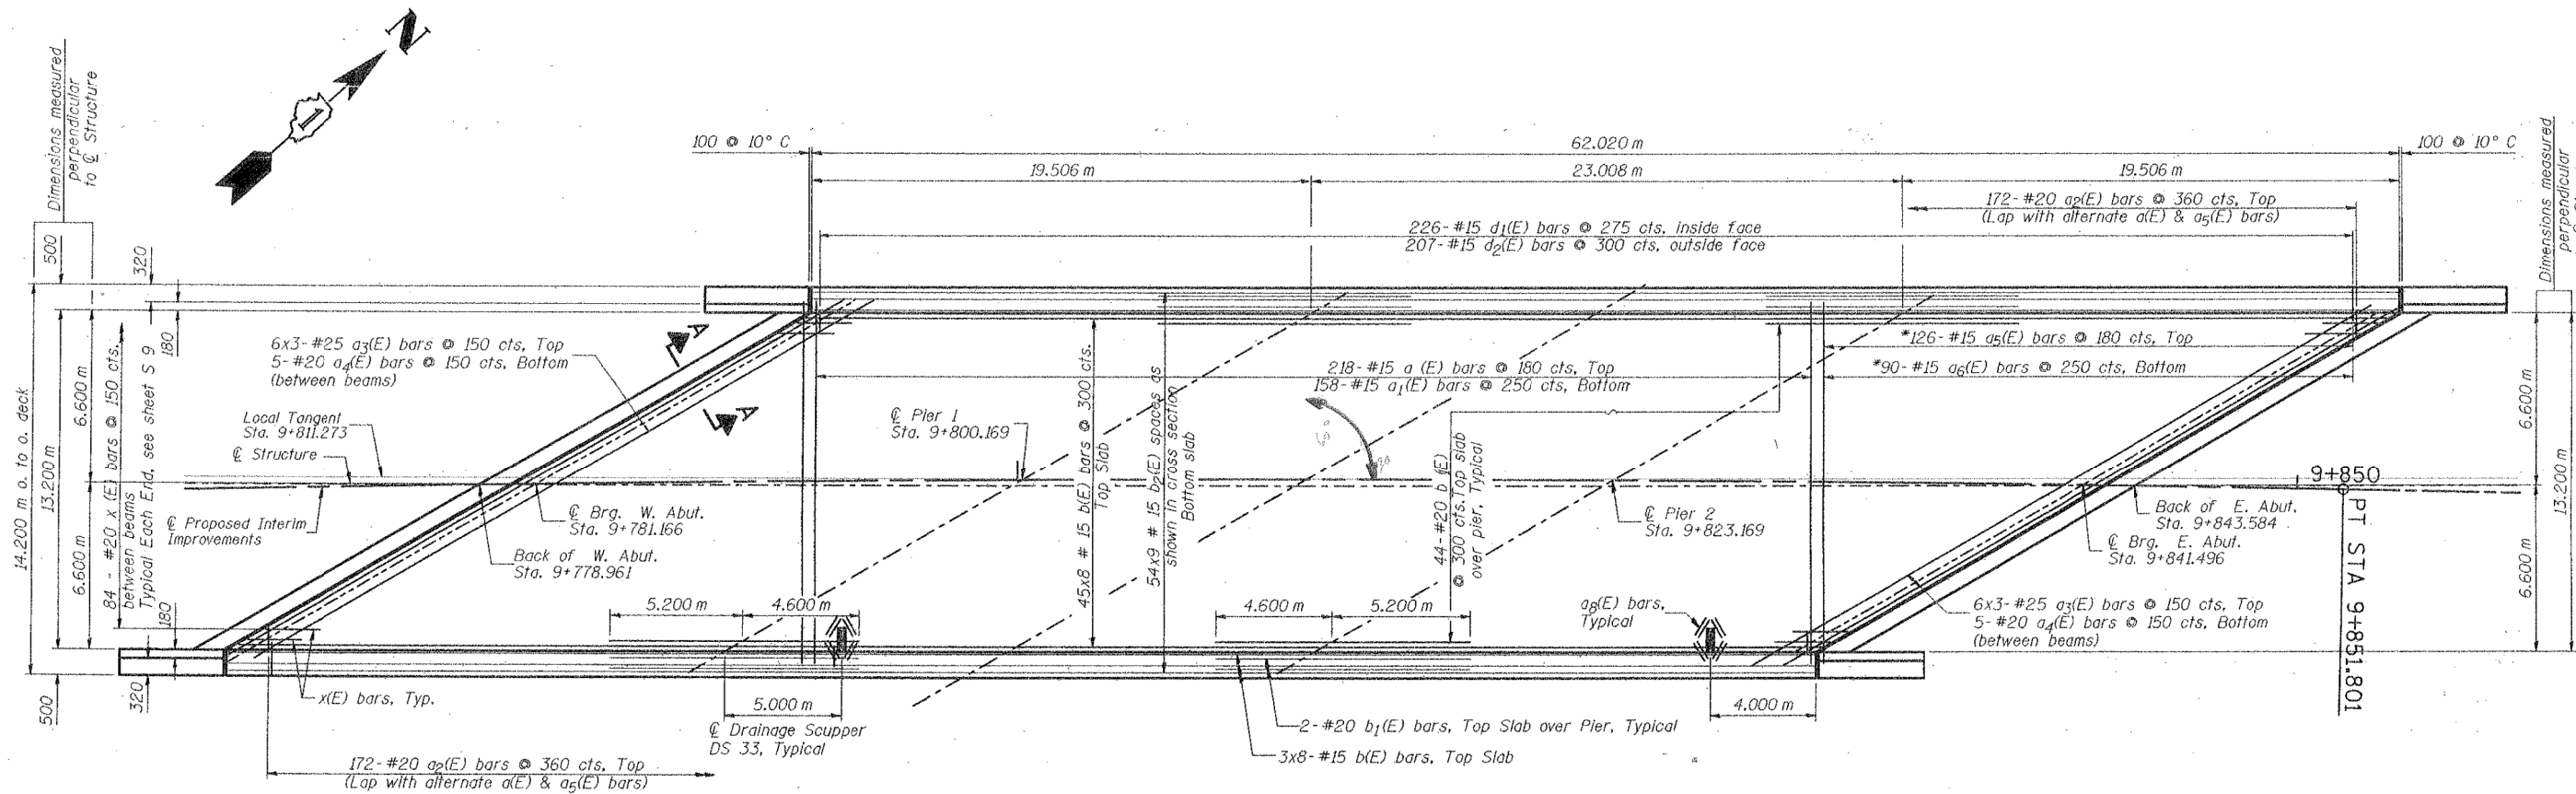 N
1
Dimensions measured
perpendicular
to ℄ Structure
100 @ 10° C
62.020 m
100 @ 10° C
19.506 m
23.008 m
19.506 m
172- #20 a2(E) bars @ 360 cts, Top
(Lap with alternate a(E) & a5(E) bars)
226- #15 d1(E) bars @ 275 cts, inside face
207- #15 d2(E) bars @ 300 cts, outside face
Dimensions measured
perpendicular
500
320
180
14.200 m o. to o. deck
13.200 m
6.600 m
6.600 m
84 - #20 x (E) bars @ 150 cts.
between beams
Typical Each End, see sheet S 9
180
320
500
6x3- #25 a3(E) bars @ 150 cts, Top
5- #20 a4(E) bars @ 150 cts, Bottom
(between beams)
A
A
Local Tangent
Sta. 9+811.273
℄ Structure
℄ Proposed Interim
Improvements
℄ Brg. W. Abut.
Sta. 9+781.166
Back of W. Abut.
Sta. 9+778.961
℄ Pier 1
Sta. 9+800.169
218- #15 a (E) bars @ 180 cts, Top
158- #15 a1(E) bars @ 250 cts, Bottom
45x8 # 15 b(E) bars @ 300 cts.
Top Slab
54x9 # 15 b2(E) spaces as
shown in cross section
Bottom slab
44- #20 b (E)
@ 300 cts, Top slab
over pier, Typical
*126- #15 a5(E) bars @ 180 cts, Top
*90- #15 a6(E) bars @ 250 cts, Bottom
℄ Pier 2
Sta. 9+823.169
9+850
PT STA 9+851.801
Back of E. Abut.
Sta. 9+843.584
℄ Brg. E. Abut.
Sta. 9+841.496
6.600 m
6.600 m
13.200 m
6x3- #25 a3(E) bars @ 150 cts, Top
5- #20 a4(E) bars @ 150 cts, Bottom
(between beams)
5.200 m
4.600 m
4.600 m
5.200 m
a8(E) bars,
Typical
x(E) bars, Typ.
5.000 m
℄ Drainage Scupper
DS 33, Typical
4.000 m
2- #20 b1(E) bars, Top Slab over Pier, Typical
3x8- #15 b(E) bars, Top Slab
172- #20 a2(E) bars @ 360 cts, Top
(Lap with alternate a(E) & a5(E) bars)